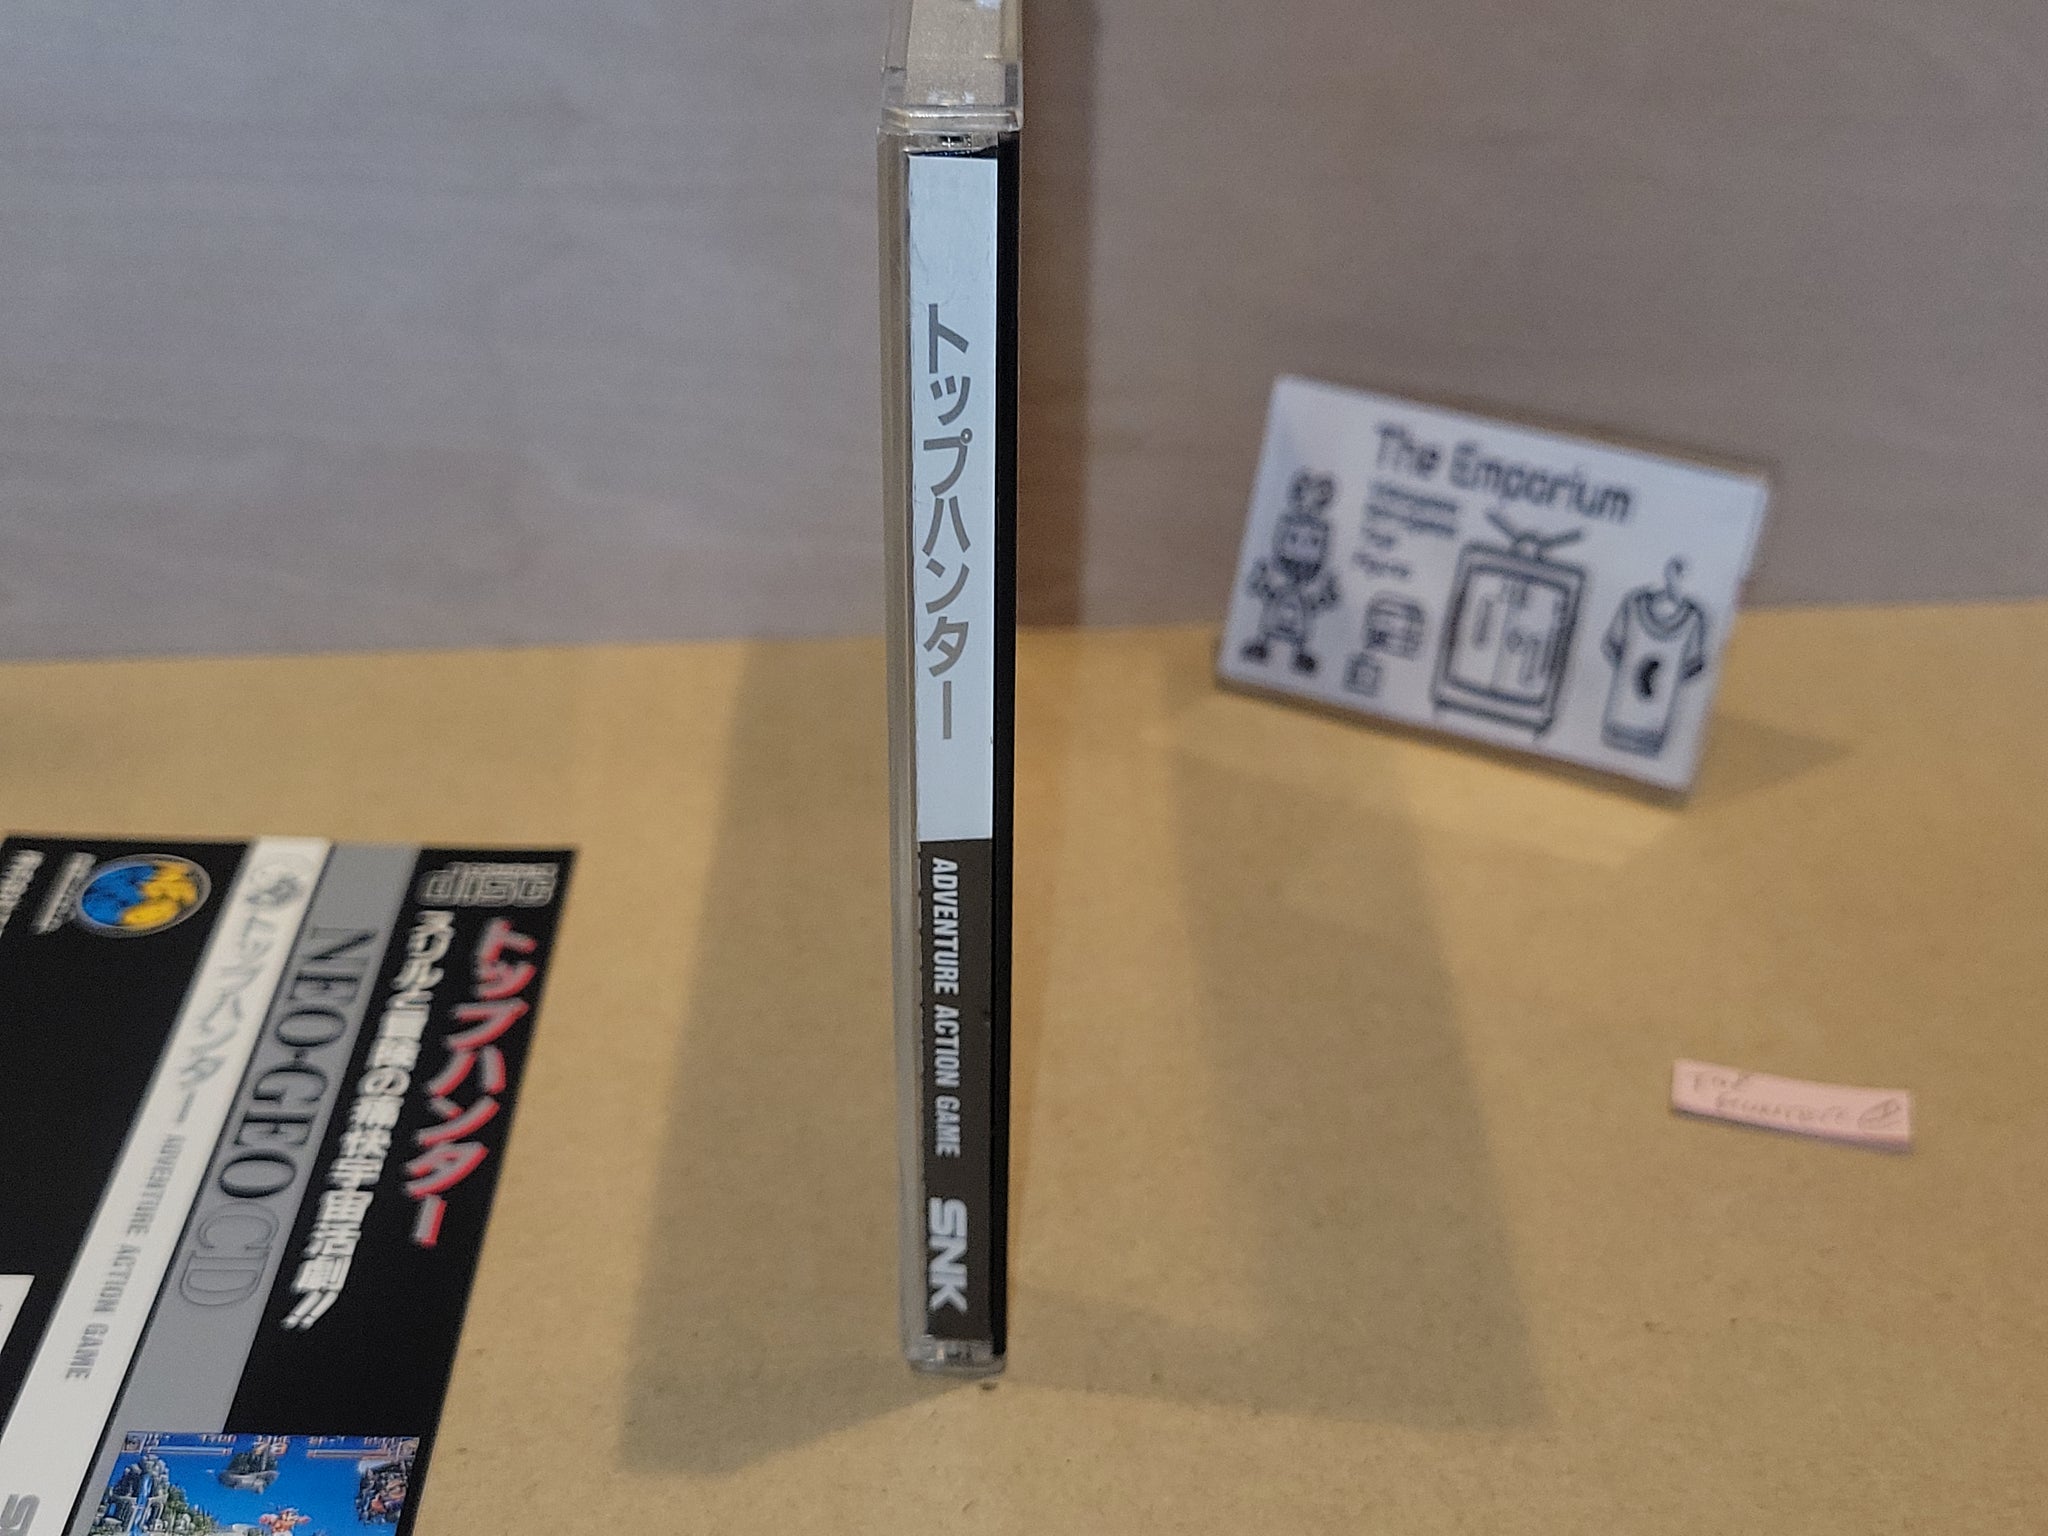 トップハンター
ADVENTURE ACTION GAME
SNK
The Emporium
disc
トップハンター
スリルと冒険の痛快宇宙活劇!!
NEO·GEO CD
トップハンター ADVENTURE ACTION GAME